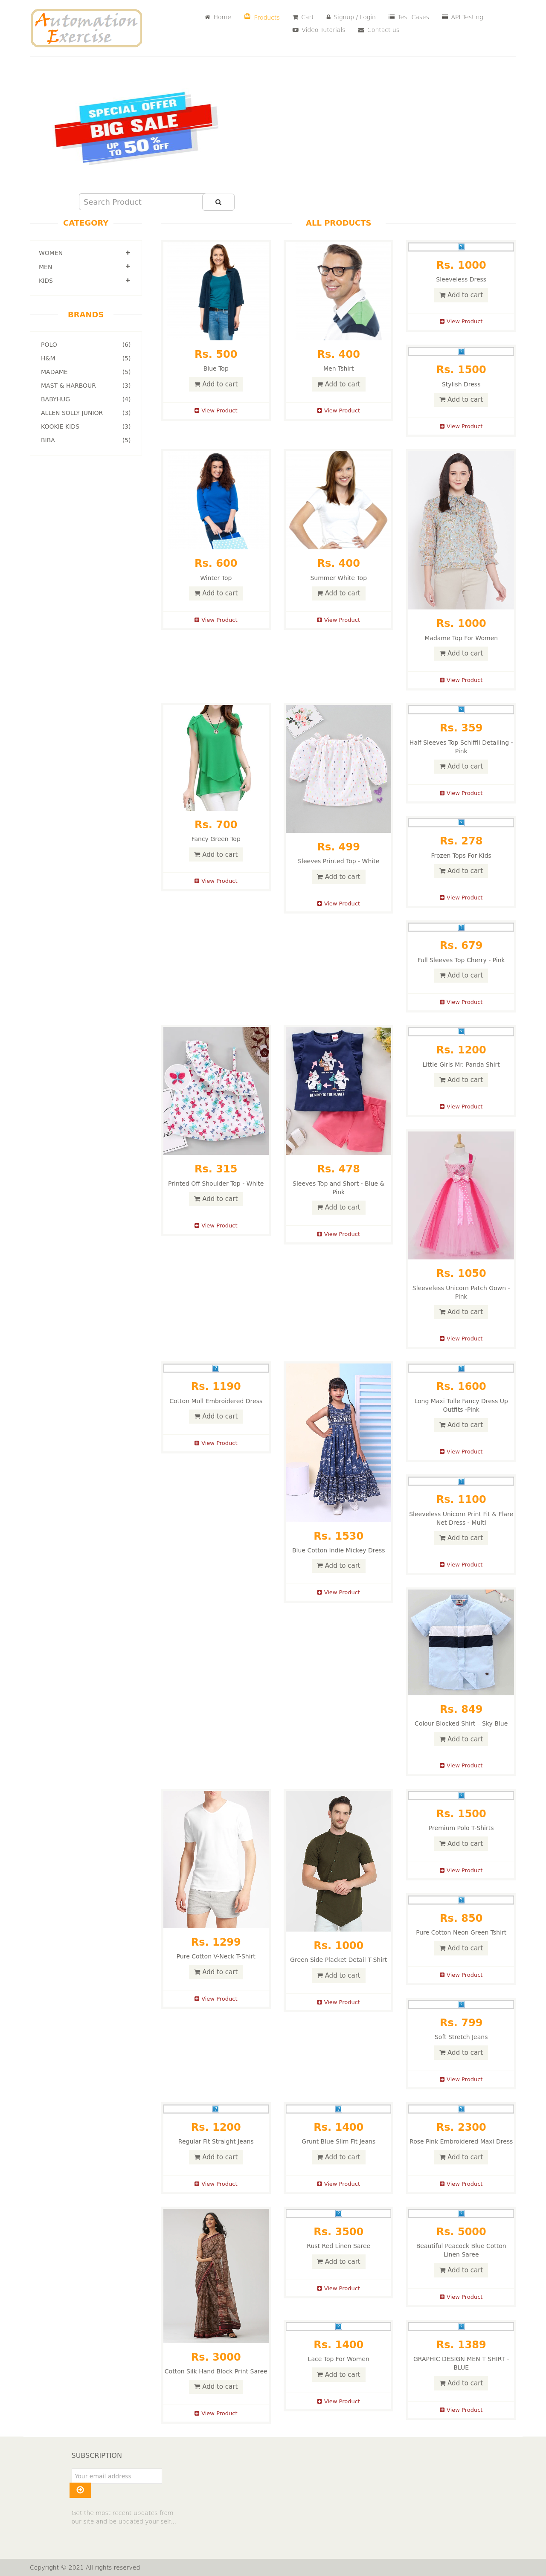 Automation
Exercise
Home
Products
Cart
Signup / Login
Test Cases
API Testing
Video Tutorials
Contact us
SPECIAL OFFER
BIG SALE
UP TO 50% OFF
Search Product
CATEGORY
WOMEN
MEN
KIDS
BRANDS
POLO (6)
H&M (5)
MADAME (5)
MAST & HARBOUR (3)
BABYHUG (4)
ALLEN SOLLY JUNIOR (3)
KOOKIE KIDS (3)
BIBA (5)
ALL PRODUCTS
Rs. 500
Blue Top
Add to cart
View Product
Rs. 400
Men Tshirt
Add to cart
View Product
Rs. 1000
Sleeveless Dress
Add to cart
View Product
Rs. 1500
Stylish Dress
Add to cart
View Product
Rs. 600
Winter Top
Add to cart
View Product
Rs. 400
Summer White Top
Add to cart
View Product
Rs. 1000
Madame Top For Women
Add to cart
View Product
Rs. 700
Fancy Green Top
Add to cart
View Product
Rs. 499
Sleeves Printed Top - White
Add to cart
View Product
Rs. 359
Half Sleeves Top Schiffli Detailing -
Pink
Add to cart
View Product
Rs. 278
Frozen Tops For Kids
Add to cart
View Product
Rs. 679
Full Sleeves Top Cherry - Pink
Add to cart
View Product
Rs. 315
Printed Off Shoulder Top - White
Add to cart
View Product
BE KIND TO THE PLANET
Rs. 478
Sleeves Top and Short - Blue &
Pink
Add to cart
View Product
Rs. 1200
Little Girls Mr. Panda Shirt
Add to cart
View Product
Rs. 1050
Sleeveless Unicorn Patch Gown -
Pink
Add to cart
View Product
Rs. 1190
Cotton Mull Embroidered Dress
Add to cart
View Product
Rs. 1530
Blue Cotton Indie Mickey Dress
Add to cart
View Product
Rs. 1600
Long Maxi Tulle Fancy Dress Up
Outfits -Pink
Add to cart
View Product
Rs. 1100
Sleeveless Unicorn Print Fit & Flare
Net Dress - Multi
Add to cart
View Product
Rs. 849
Colour Blocked Shirt – Sky Blue
Add to cart
View Product
Rs. 1299
Pure Cotton V-Neck T-Shirt
Add to cart
View Product
Rs. 1000
Green Side Placket Detail T-Shirt
Add to cart
View Product
Rs. 1500
Premium Polo T-Shirts
Add to cart
View Product
Rs. 850
Pure Cotton Neon Green Tshirt
Add to cart
View Product
Rs. 799
Soft Stretch Jeans
Add to cart
View Product
Rs. 1200
Regular Fit Straight Jeans
Add to cart
View Product
Rs. 1400
Grunt Blue Slim Fit Jeans
Add to cart
View Product
Rs. 2300
Rose Pink Embroidered Maxi Dress
Add to cart
View Product
Rs. 3000
Cotton Silk Hand Block Print Saree
Add to cart
View Product
Rs. 3500
Rust Red Linen Saree
Add to cart
View Product
Rs. 5000
Beautiful Peacock Blue Cotton
Linen Saree
Add to cart
View Product
Rs. 1400
Lace Top For Women
Add to cart
View Product
Rs. 1389
GRAPHIC DESIGN MEN T SHIRT -
BLUE
Add to cart
View Product
SUBSCRIPTION
Your email address
Get the most recent updates from
our site and be updated your self...
Copyright © 2021 All rights reserved